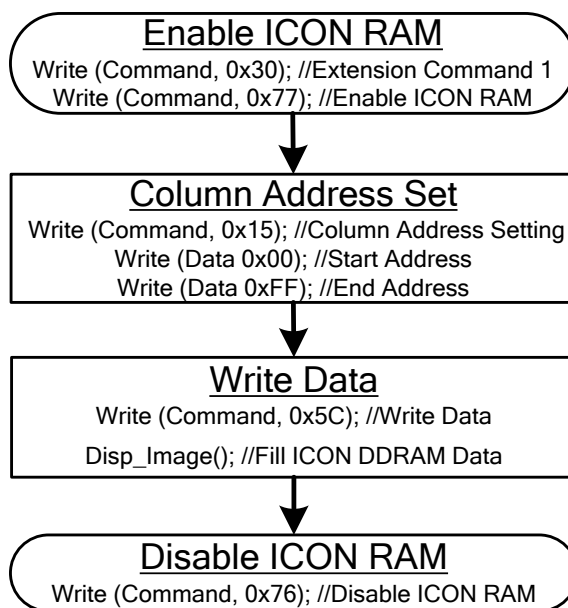 Enable ICON RAM
Write (Command, 0x30); //Extension Command 1
Write (Command, 0x77); //Enable ICON RAM
Column Address Set
Write (Command, 0x15); //Column Address Setting
Write (Data 0x00); //Start Address
Write (Data 0xFF); //End Address
Write Data
Write (Command, 0x5C); //Write Data
Disp_Image(); //Fill ICON DDRAM Data
Disable ICON RAM
Write (Command, 0x76); //Disable ICON RAM